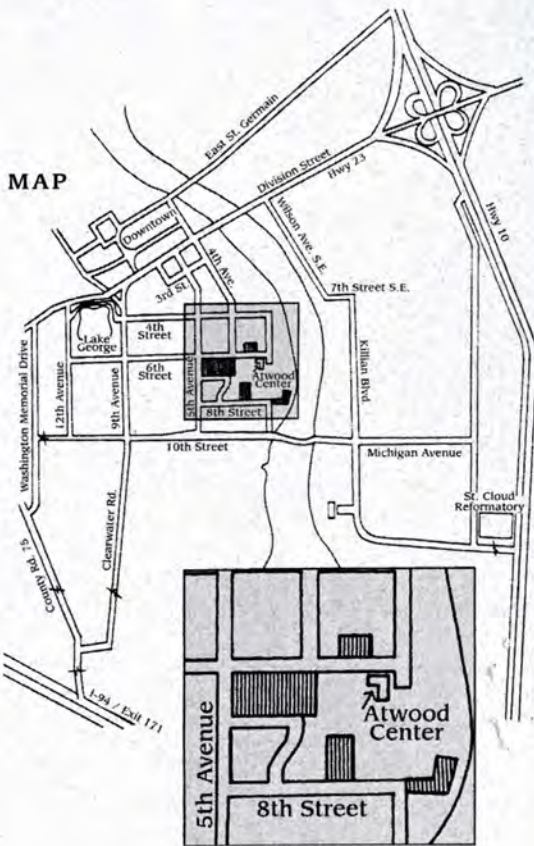 MAP
East St. Germain
Division Street
Hwy 23
Hwy 10
Downtown
Wilson Ave. S.E.
4th Ave.
3rd St.
7th Street S.E.
Lake
George
4th
Street
6th
Street
Atwood
Center
Killian Blvd
Washington Memorial Drive
12th Avenue
9th Avenue
5th Avenue
8th Street
10th Street
Michigan Avenue
St. Cloud
Reformatory
County Rd. 75
Clearwater Rd.
I-94 / Exit 171
5th Avenue
Atwood
Center
8th Street